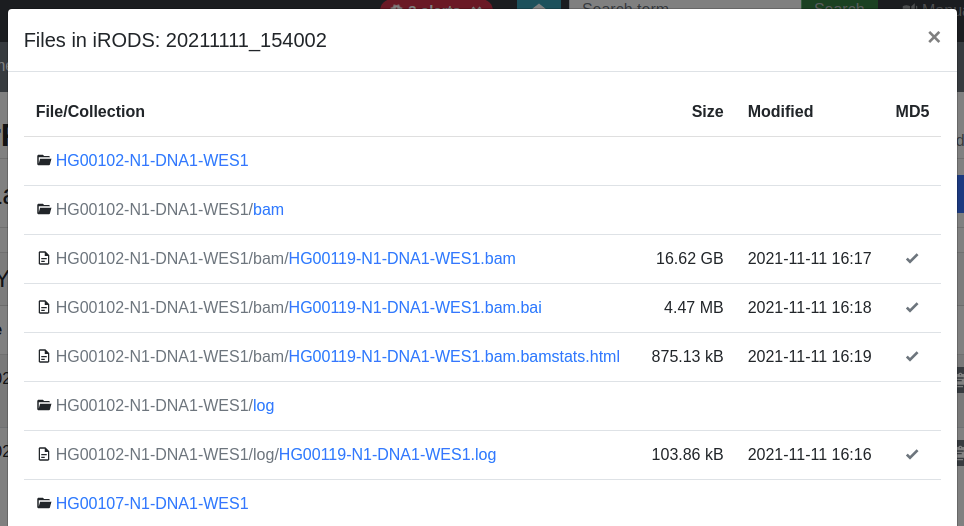 Files in iRODS: 20211111_154002 ×
File/Collection Size Modified MD5
HG00102-N1-DNA1-WES1
HG00102-N1-DNA1-WES1/bam
HG00102-N1-DNA1-WES1/bam/HG00119-N1-DNA1-WES1.bam 16.62 GB 2021-11-11 16:17
HG00102-N1-DNA1-WES1/bam/HG00119-N1-DNA1-WES1.bam.bai 4.47 MB 2021-11-11 16:18
HG00102-N1-DNA1-WES1/bam/HG00119-N1-DNA1-WES1.bam.bamstats.html 875.13 kB 2021-11-11 16:19
HG00102-N1-DNA1-WES1/log
HG00102-N1-DNA1-WES1/log/HG00119-N1-DNA1-WES1.log 103.86 kB 2021-11-11 16:16
HG00107-N1-DNA1-WES1